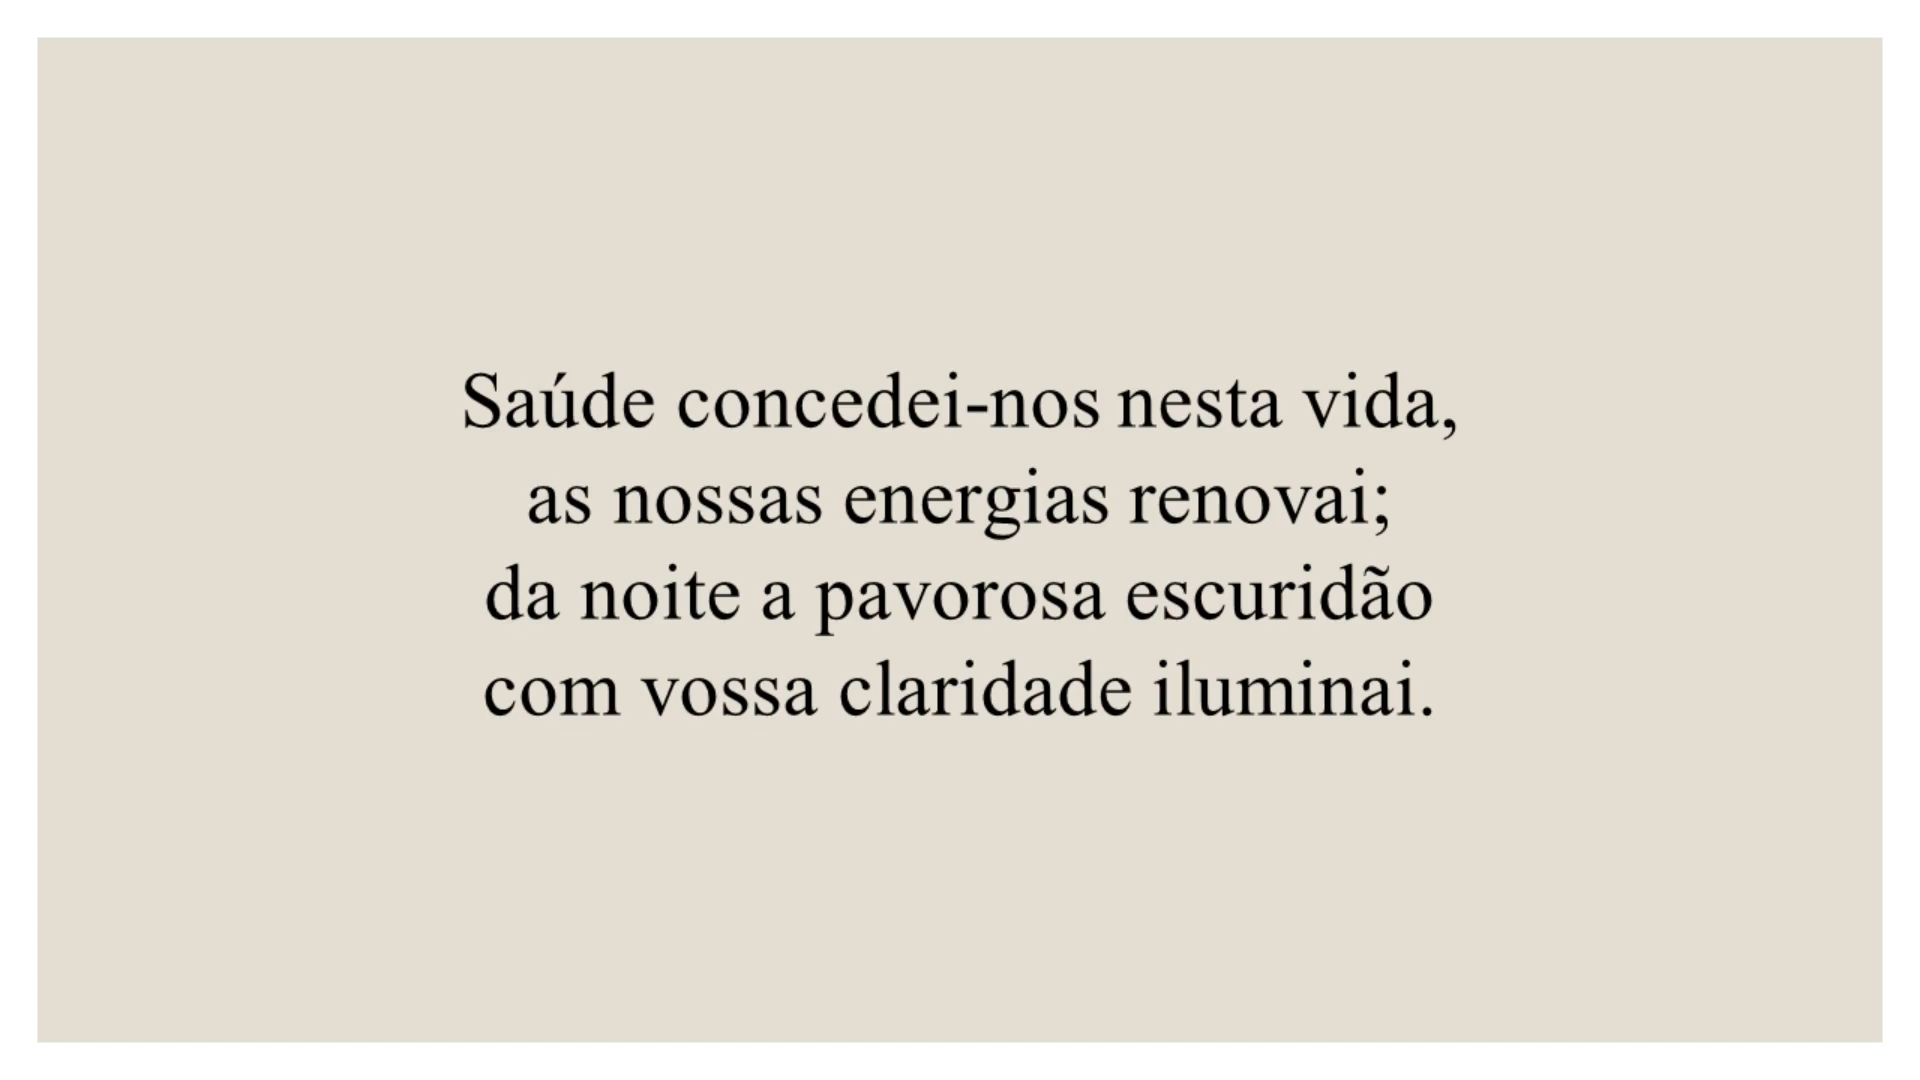 Saúde concedei-nos nesta vida,
as nossas energias renovai;
da noite a pavorosa escuridão
com vossa claridade iluminai.